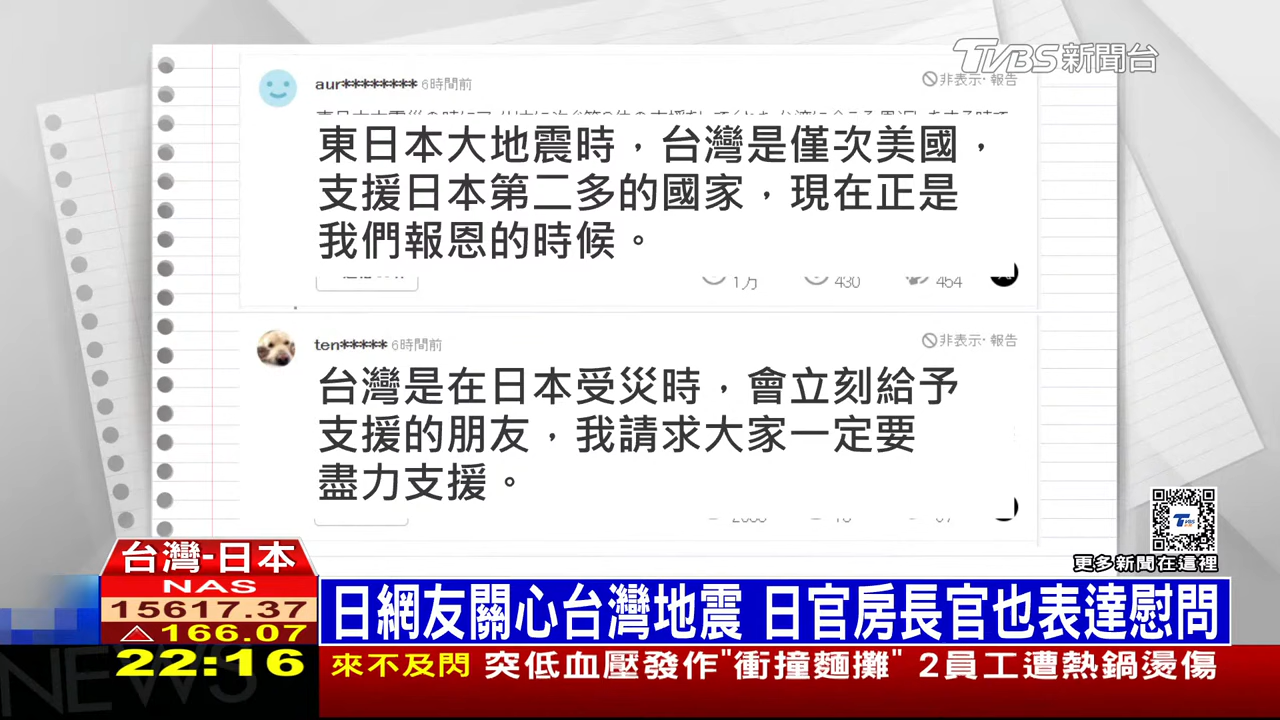 TVBS新聞台
aur******** 6時間前
非表示・報告
東日本大地震時，台灣是僅次美國，
支援日本第二多的國家，現在正是
我們報恩的時候。
1万 430 454
ten***** 6時間前
非表示・報告
台灣是在日本受災時，會立刻給予
支援的朋友，我請求大家一定要
盡力支援。
TVBS
更多新聞在這裡
台灣-日本
NAS
15617.37
△166.07
22:16
日網友關心台灣地震 日官房長官也表達慰問
來不及閃 突低血壓發作"衝撞麵攤" 2員工遭熱鍋燙傷
NEWS